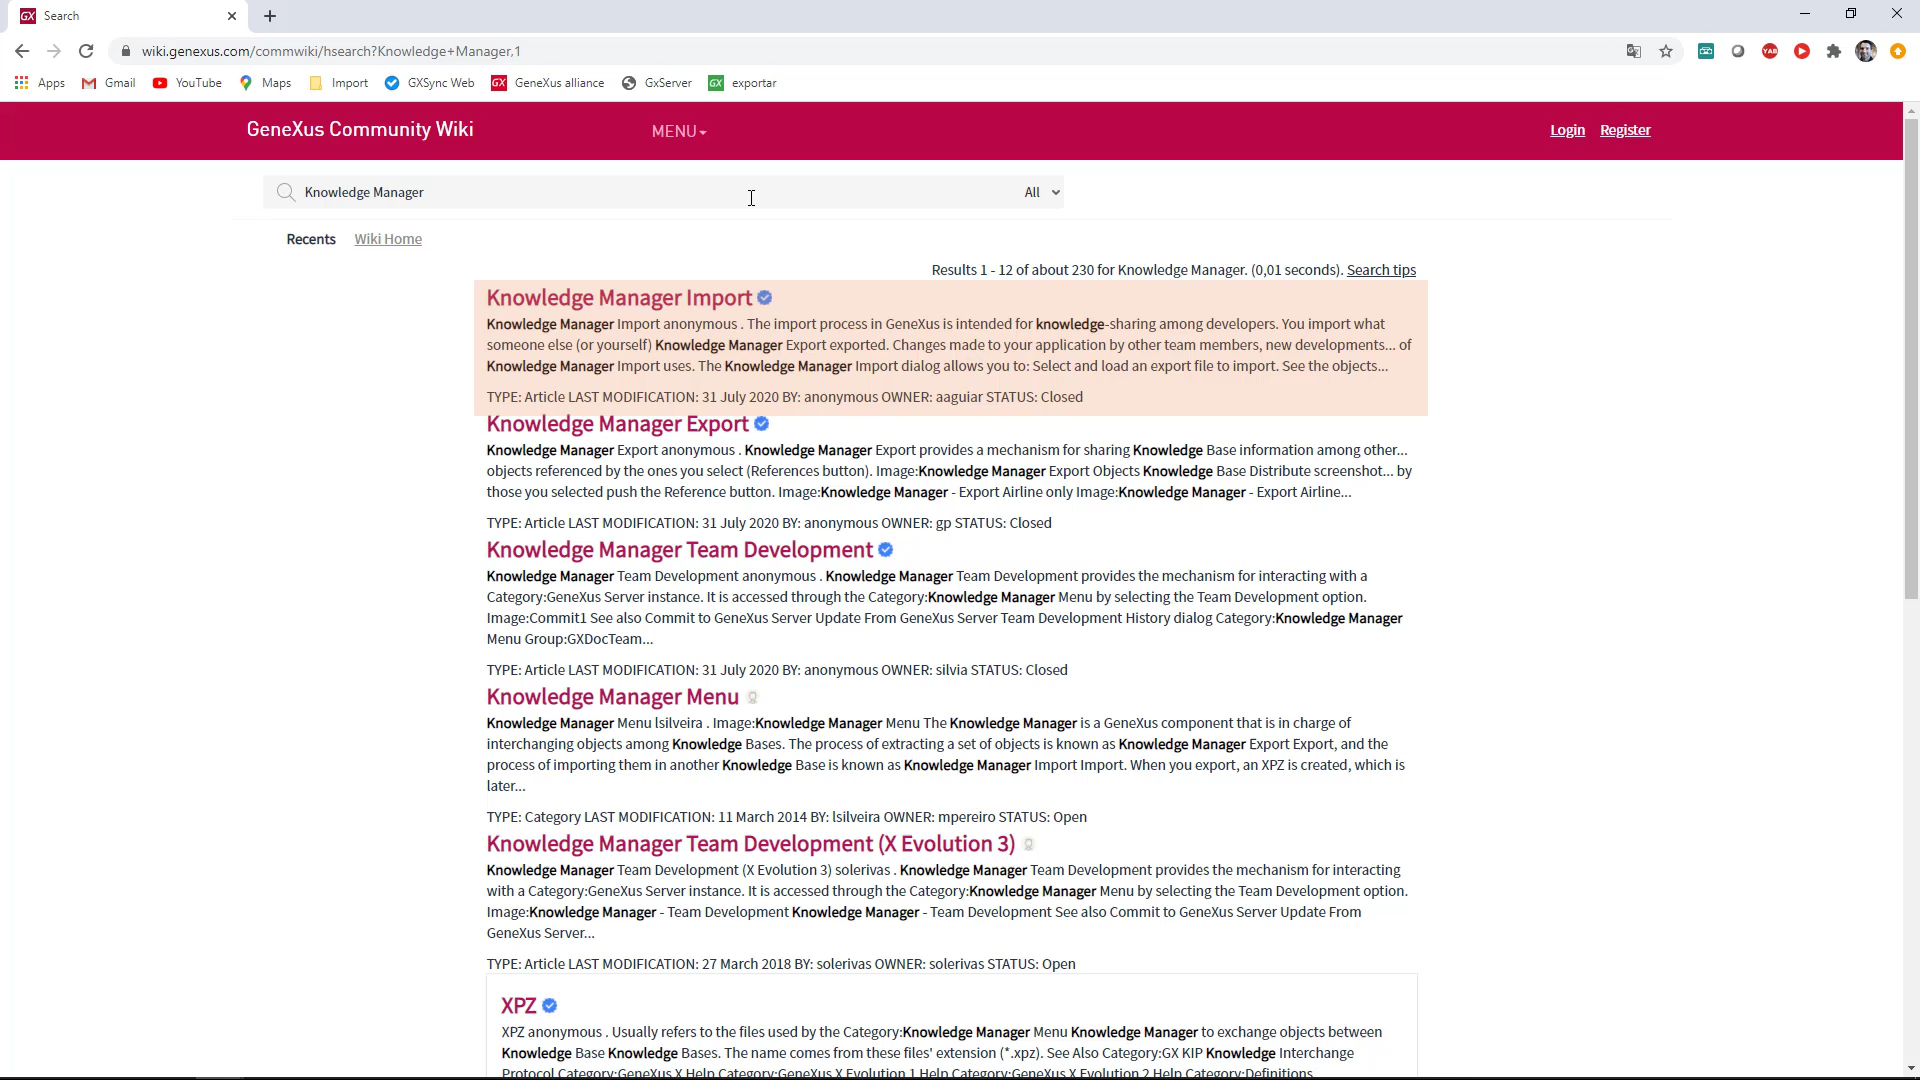 Search
wiki.genexus.com/commwiki/hsearch?Knowledge+Manager,1
Apps Gmail YouTube Maps Import GXSync Web GeneXus alliance GxServer exportar
GeneXus Community Wiki MENU Login Register
Knowledge Manager All
Recents Wiki Home
Results 1 - 12 of about 230 for Knowledge Manager. (0,01 seconds). Search tips
Knowledge Manager Import
Knowledge Manager Import anonymous . The import process in GeneXus is intended for knowledge-sharing among developers. You import what
someone else (or yourself) Knowledge Manager Export exported. Changes made to your application by other team members, new developments... of
Knowledge Manager Import uses. The Knowledge Manager Import dialog allows you to: Select and load an export file to import. See the objects...
TYPE: Article LAST MODIFICATION: 31 July 2020 BY: anonymous OWNER: aaguiar STATUS: Closed
Knowledge Manager Export
Knowledge Manager Export anonymous . Knowledge Manager Export provides a mechanism for sharing Knowledge Base information among other...
objects referenced by the ones you select (References button). Image:Knowledge Manager Export Objects Knowledge Base Distribute screenshot... by
those you selected push the Reference button. Image:Knowledge Manager - Export Airline only Image:Knowledge Manager - Export Airline...
TYPE: Article LAST MODIFICATION: 31 July 2020 BY: anonymous OWNER: gp STATUS: Closed
Knowledge Manager Team Development
Knowledge Manager Team Development anonymous . Knowledge Manager Team Development provides the mechanism for interacting with a
Category:GeneXus Server instance. It is accessed through the Category:Knowledge Manager Menu by selecting the Team Development option.
Image:Commit1 See also Commit to GeneXus Server Update From GeneXus Server Team Development History dialog Category:Knowledge Manager
Menu Group:GXDocTeam...
TYPE: Article LAST MODIFICATION: 31 July 2020 BY: anonymous OWNER: silvia STATUS: Closed
Knowledge Manager Menu
Knowledge Manager Menu lsilveira . Image:Knowledge Manager Menu The Knowledge Manager is a GeneXus component that is in charge of
interchanging objects among Knowledge Bases. The process of extracting a set of objects is known as Knowledge Manager Export Export, and the
process of importing them in another Knowledge Base is known as Knowledge Manager Import Import. When you export, an XPZ is created, which is
later...
TYPE: Category LAST MODIFICATION: 11 March 2014 BY: lsilveira OWNER: mpereiro STATUS: Open
Knowledge Manager Team Development (X Evolution 3)
Knowledge Manager Team Development (X Evolution 3) solerivas . Knowledge Manager Team Development provides the mechanism for interacting
with a Category:GeneXus Server instance. It is accessed through the Category:Knowledge Manager Menu by selecting the Team Development option.
Image:Knowledge Manager - Team Development Knowledge Manager - Team Development See also Commit to GeneXus Server Update From
GeneXus Server...
TYPE: Article LAST MODIFICATION: 27 March 2018 BY: solerivas OWNER: solerivas STATUS: Open
XPZ
XPZ anonymous . Usually refers to the files used by the Category:Knowledge Manager Menu Knowledge Manager to exchange objects between
Knowledge Base Knowledge Bases. The name comes from these files' extension (*.xpz). See Also Category:GX KIP Knowledge Interchange
Protocol Category:GeneXus X Help Category:GeneXus X Evolution 1 Help Category:GeneXus X Evolution 2 Help Category:Definitions